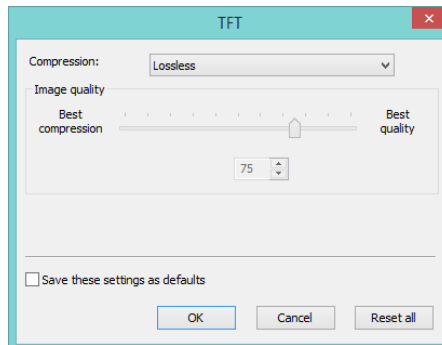 TFT
Compression:
Lossless
Image quality
Best
compression
Best
quality
75
Save these settings as defaults
OK
Cancel
Reset all